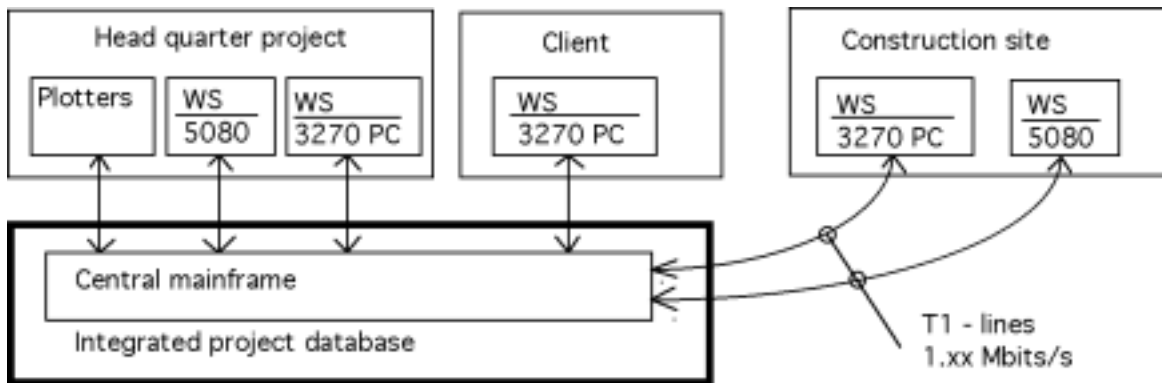 Head quarter project
Plotters
WS
5080
WS
3270 PC
Client
WS
3270 PC
Construction site
WS
3270 PC
WS
5080
Central mainframe
Integrated project database
T1 - lines
1.xx Mbits/s